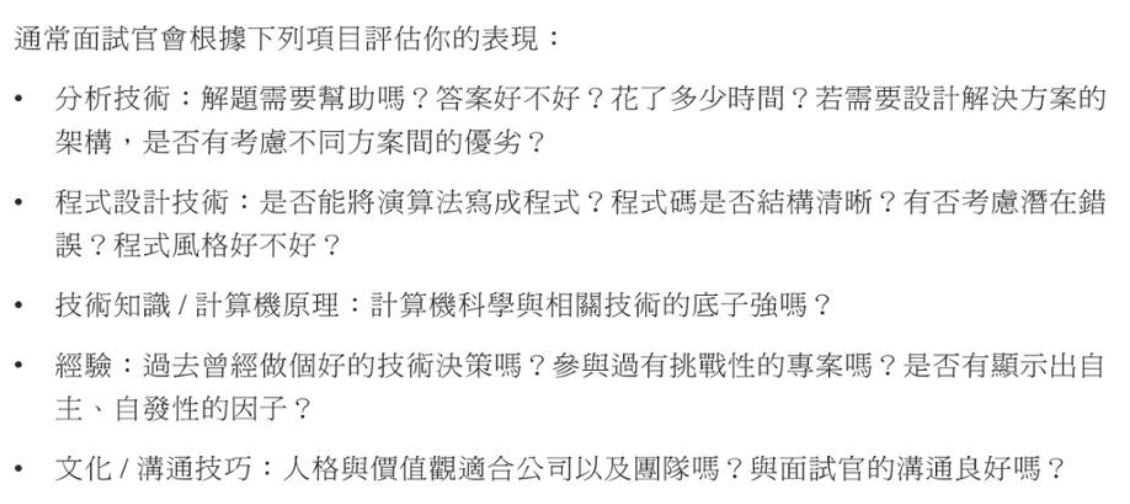 通常面試官會根據下列項目評估你的表現：
• 分析技術：解題需要幫助嗎？答案好不好？花了多少時間？若需要設計解決方案的
架構，是否有考慮不同方案間的優劣？
• 程式設計技術：是否能將演算法寫成程式？程式碼是否結構清晰？有否考慮潛在錯
誤？程式風格好不好？
• 技術知識 / 計算機原理：計算機科學與相關技術的底子強嗎？
• 經驗：過去曾經做個好的技術決策嗎？參與過有挑戰性的專案嗎？是否有顯示出自
主、自發性的因子？
• 文化 / 溝通技巧：人格與價值觀適合公司以及團隊嗎？與面試官的溝通良好嗎？